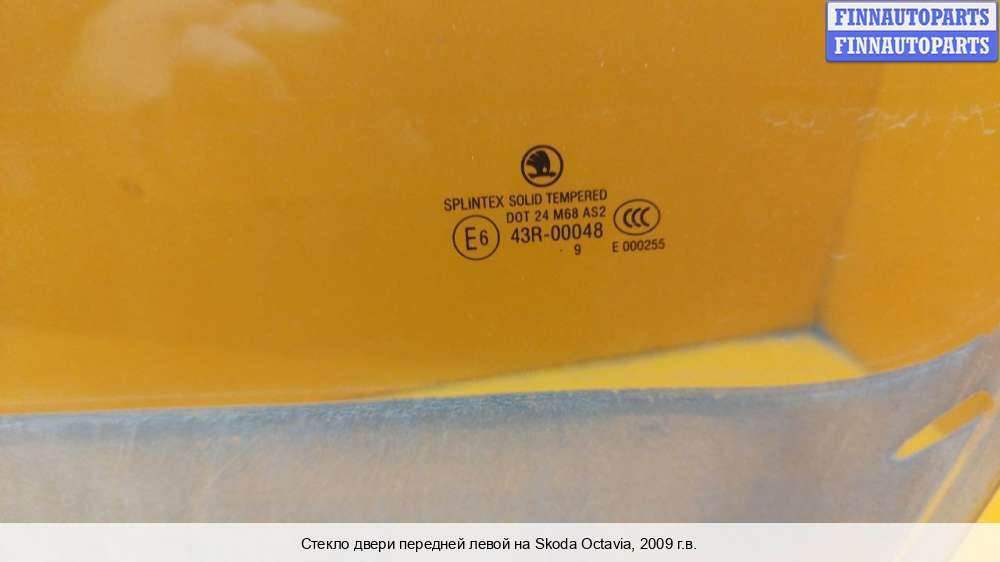 FINNAUTOPARTS
FINNAUTOPARTS
SPLINTEX SOLID TEMPERED
DOT 24 M68 AS2
E6 43R-00048 CCC
9 E 000255
Стекло двери передней левой на Skoda Octavia, 2009 г.в.